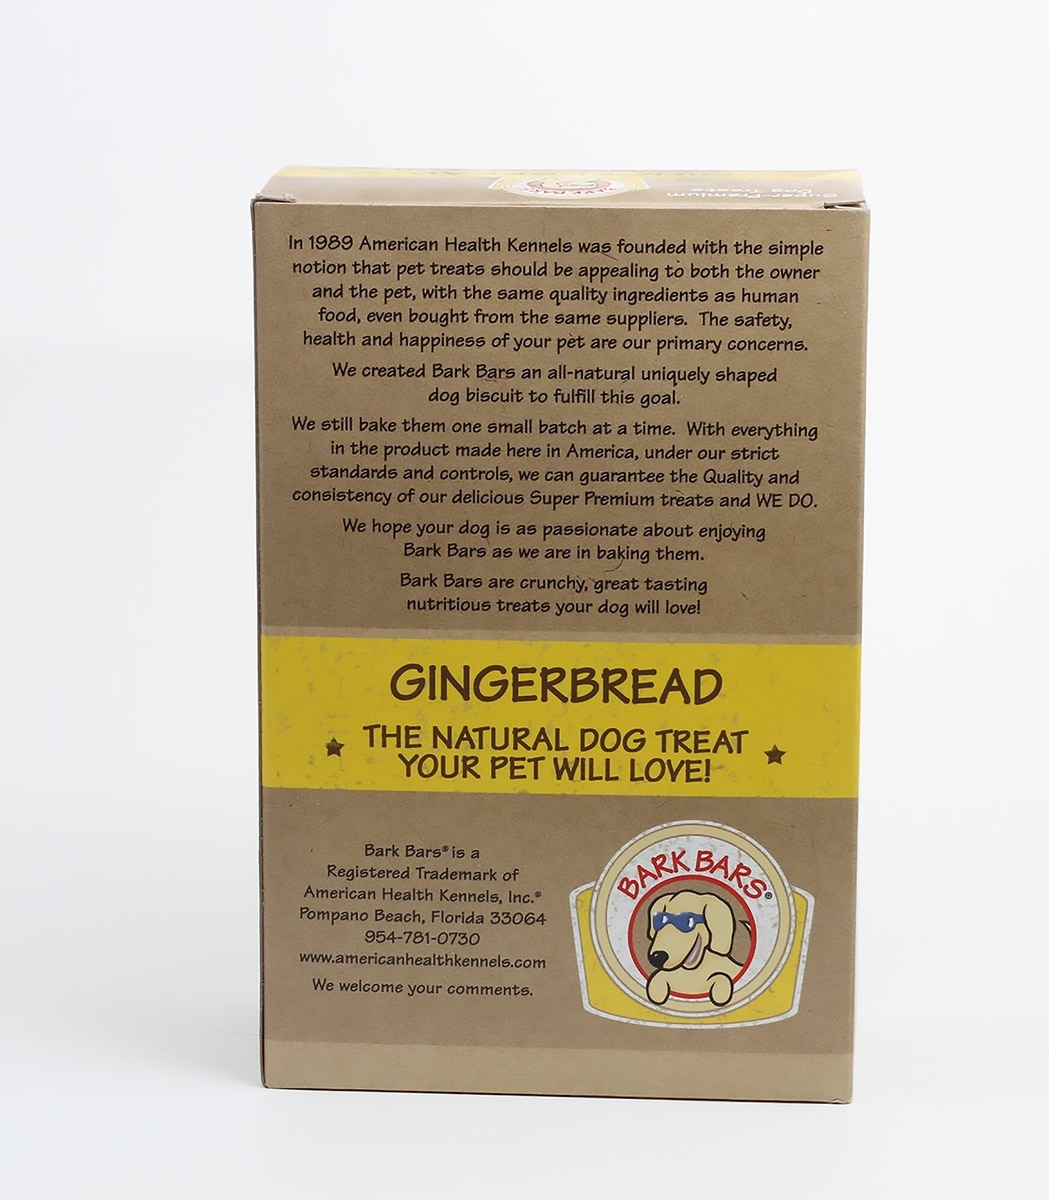 Super-Premium
Dog Treats
In 1989 American Health Kennels was founded with the simple
notion that pet treats should be appealing to both the owner
and the pet, with the same quality ingredients as human
food, even bought from the same suppliers. The safety,
health and happiness of your pet are our primary concerns.
We created Bark Bars an all-natural uniquely shaped
dog biscuit to fulfill this goal.
We still bake them one small batch at a time. With everything
in the product made here in America, under our strict
standards and controls, we can guarantee the Quality and
consistency of our delicious Super Premium treats and WE DO.
We hope your dog is as passionate about enjoying
Bark Bars as we are in baking them.
Bark Bars are crunchy, great tasting
nutritious treats your dog will love!
GINGERBREAD
THE NATURAL DOG TREAT
YOUR PET WILL LOVE!
Bark Bars® is a
Registered Trademark of
American Health Kennels, Inc.®
Pompano Beach, Florida 33064
954-781-0730
www.americanhealthkennels.com
We welcome your comments.
BARK BARS®